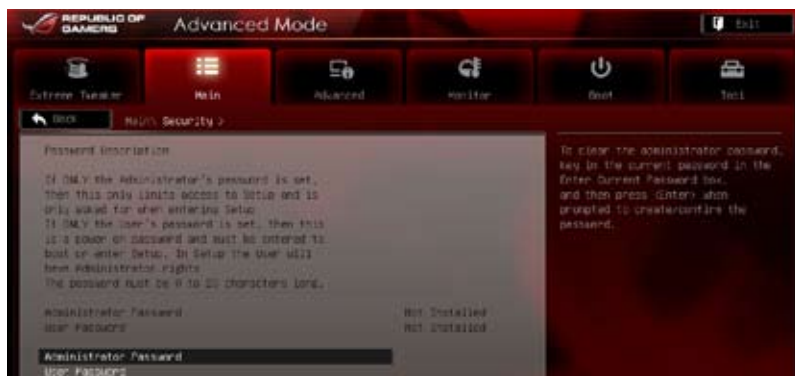 REPUBLIC OF GAMERS
Advanced Mode
Exit
Extreme Tweaker
Main
Advanced
Monitor
Boot
Tool
Back
Main\ Security >
Password Description
If ONLY the Administrator's password is set,
then this only limits access to Setup and is
only asked for when entering Setup
If ONLY the User's password is set, then this
is a power on password and must be entered to
boot or enter Setup. In Setup the User will
have Administrator rights
The password must be to 20 characters long.
Administrator Password Not Installed
User Password Not Installed
Administrator Password
User Password
To clear the administrator password,
key in the current password in the
Enter Current Password box,
and then press <Enter> when
prompted to create/confirm the
password.